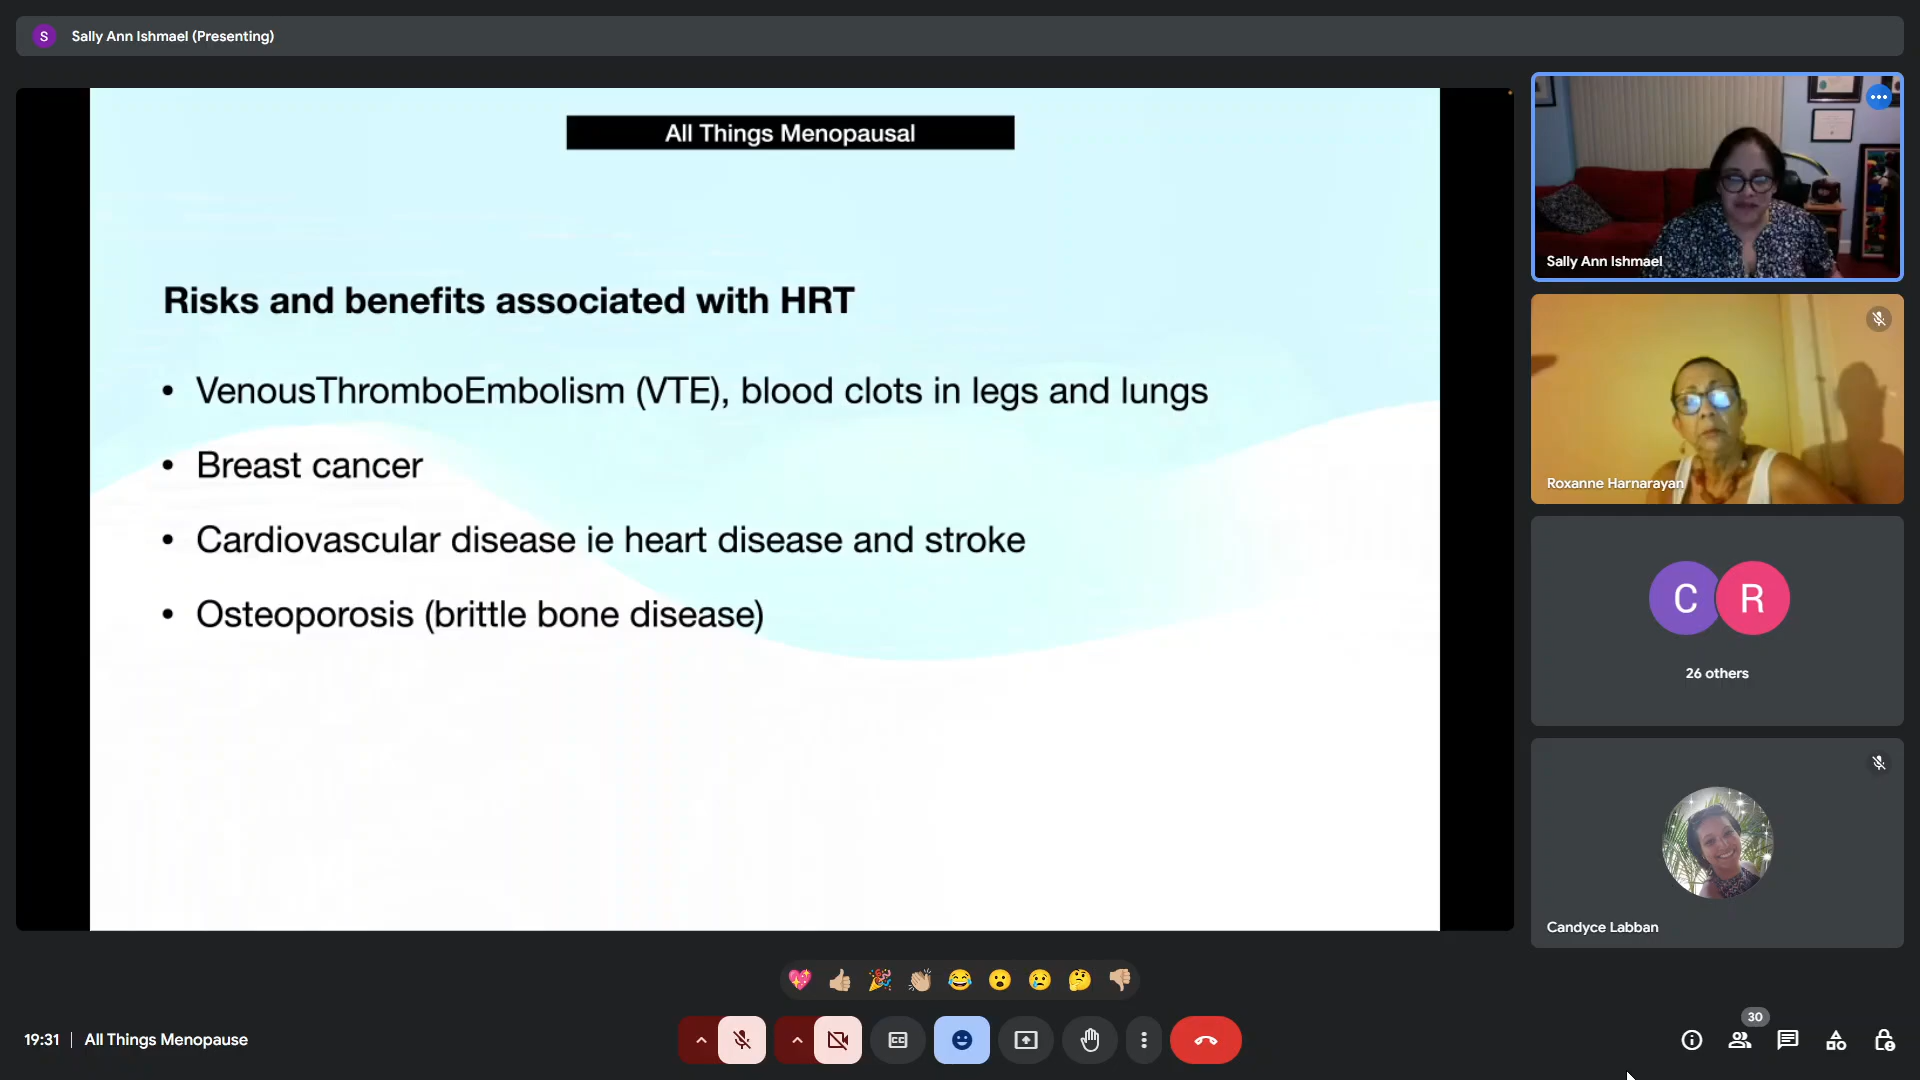 S Sally Ann Ishmael (Presenting)
All Things Menopausal
Risks and benefits associated with HRT
• VenousThromboEmbolism (VTE), blood clots in legs and lungs
• Breast cancer
• Cardiovascular disease ie heart disease and stroke
• Osteoporosis (brittle bone disease)
Sally Ann Ishmael
Roxanne Harnarayan
C R
26 others
Candyce Labban
19:31 | All Things Menopause
CC
30